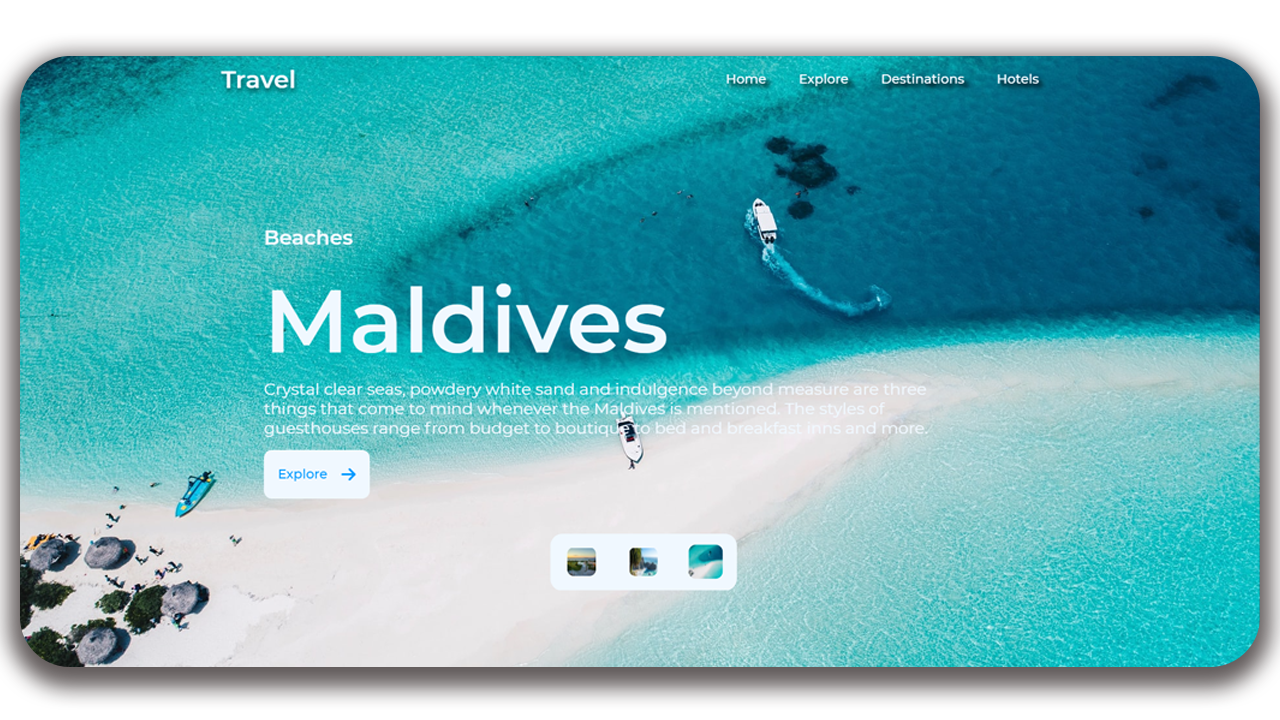 Travel
Home Explore Destinations Hotels
Beaches
Maldives
Crystal clear seas, powdery white sand and indulgence beyond measure are three
things that come to mind whenever the Maldives is mentioned. The styles of
guesthouses range from budget to boutique to bed and breakfast inns and more.
Explore